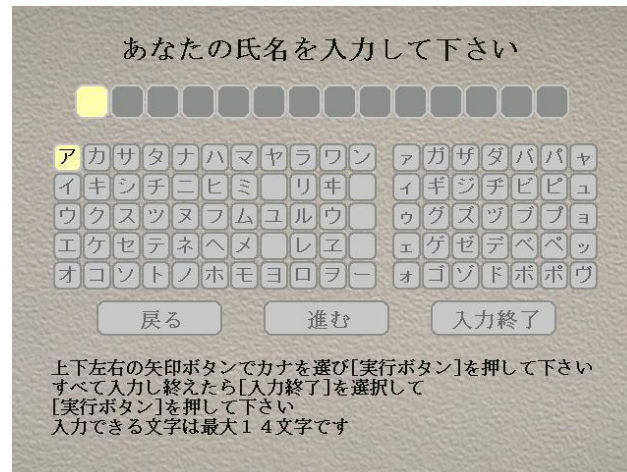 あなたの氏名を入力して下さい
アカサタナハマヤラワン ァガザダバパャ
イキシチニヒミ リヰ ィギジヂビピュ
ウクスツヌフムユルウ ゥグズヅブプョ
エケセテネヘメ レヱ ェゲゼデベペッ
オコソトノホモヨロヲー ォゴゾドボポヴ
戻る 進む 入力終了
上下左右の矢印ボタンでカナを選び[実行ボタン]を押して下さい
すべて入力し終えたら[入力終了]を選択して
[実行ボタン]を押して下さい
入力できる文字は最大14文字です